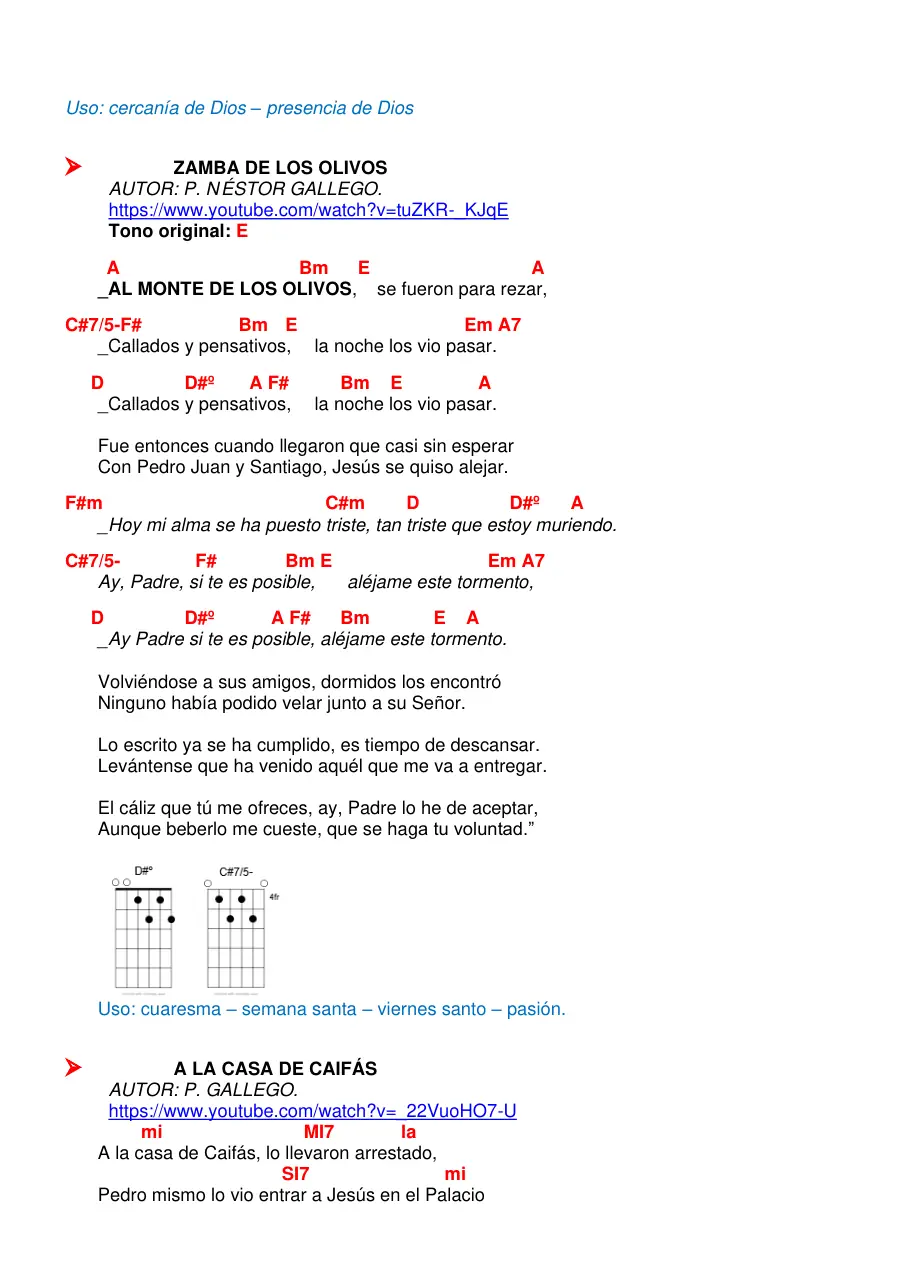 Uso: cercanía de Dios – presencia de Dios
ZAMBA DE LOS OLIVOS
AUTOR: P. NÉSTOR GALLEGO.
https://www.youtube.com/watch?v=tuZKR-_KJqE
Tono original: E
A Bm E A
_AL MONTE DE LOS OLIVOS, se fueron para rezar,
C#7/5-F# Bm E Em A7
_Callados y pensativos, la noche los vio pasar.
D D#º A F# Bm E A
_Callados y pensativos, la noche los vio pasar.
Fue entonces cuando llegaron que casi sin esperar
Con Pedro Juan y Santiago, Jesús se quiso alejar.
F#m C#m D D#º A
_Hoy mi alma se ha puesto triste, tan triste que estoy muriendo.
C#7/5- F# Bm E Em A7
Ay, Padre, si te es posible, aléjame este tormento,
D D#º A F# Bm E A
_Ay Padre si te es posible, aléjame este tormento.
Volviéndose a sus amigos, dormidos los encontró
Ninguno había podido velar junto a su Señor.
Lo escrito ya se ha cumplido, es tiempo de descansar.
Levántense que ha venido aquél que me va a entregar.
El cáliz que tú me ofreces, ay, Padre lo he de aceptar,
Aunque beberlo me cueste, que se haga tu voluntad.”
D#° C#7/5-
4fr
Uso: cuaresma – semana santa – viernes santo – pasión.
A LA CASA DE CAIFÁS
AUTOR: P. GALLEGO.
https://www.youtube.com/watch?v=_22VuoHO7-U
mi MI7 la
A la casa de Caifás, lo llevaron arrestado,
SI7 mi
Pedro mismo lo vio entrar a Jesús en el Palacio